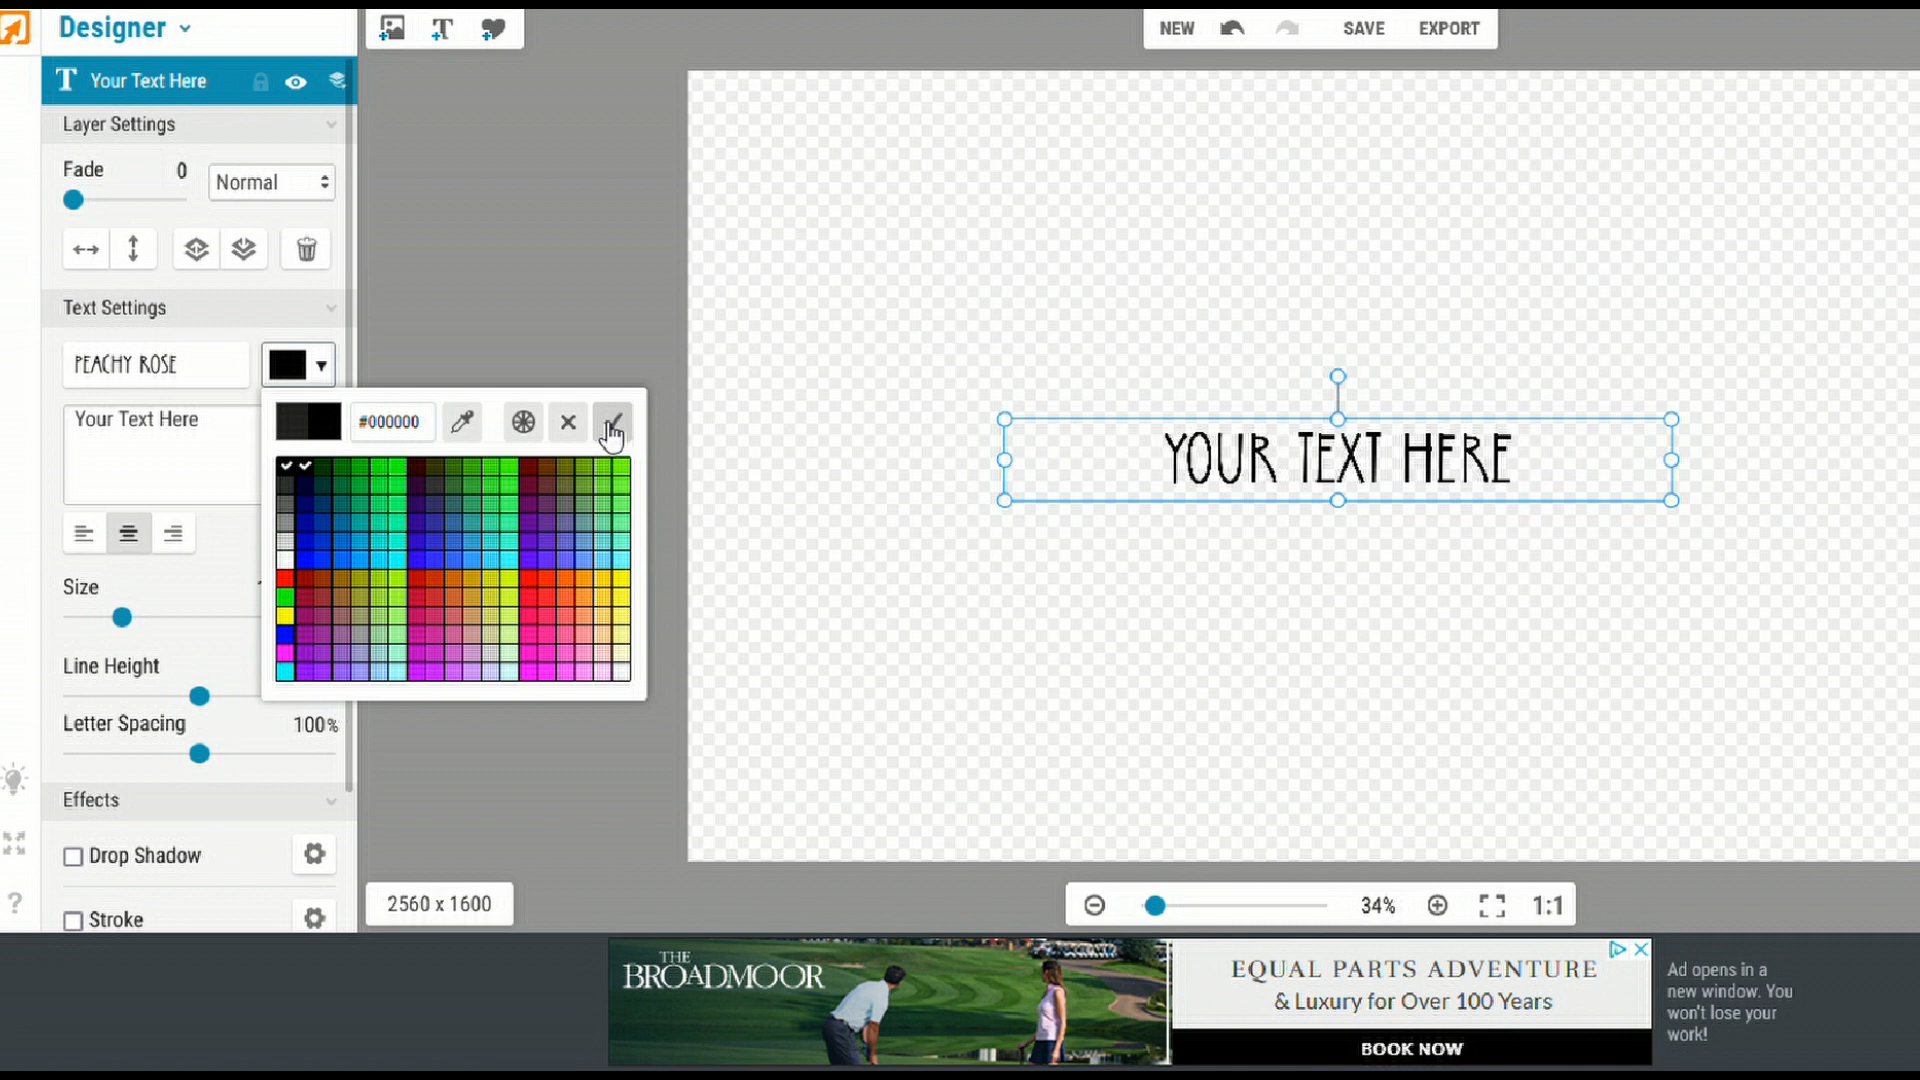 Designer
NEW
SAVE
EXPORT
T Your Text Here
Layer Settings
Fade 0
Normal
Text Settings
PEACHY ROSE
#000000
Your Text Here
Size
Line Height
Letter Spacing 100%
Effects
Drop Shadow
Stroke
YOUR TEXT HERE
2560 x 1600
34%
1:1
?
THE
BROADMOOR
EQUAL PARTS ADVENTURE
& Luxury for Over 100 Years
BOOK NOW
Ad opens in a
new window. You
won't lose your
work!